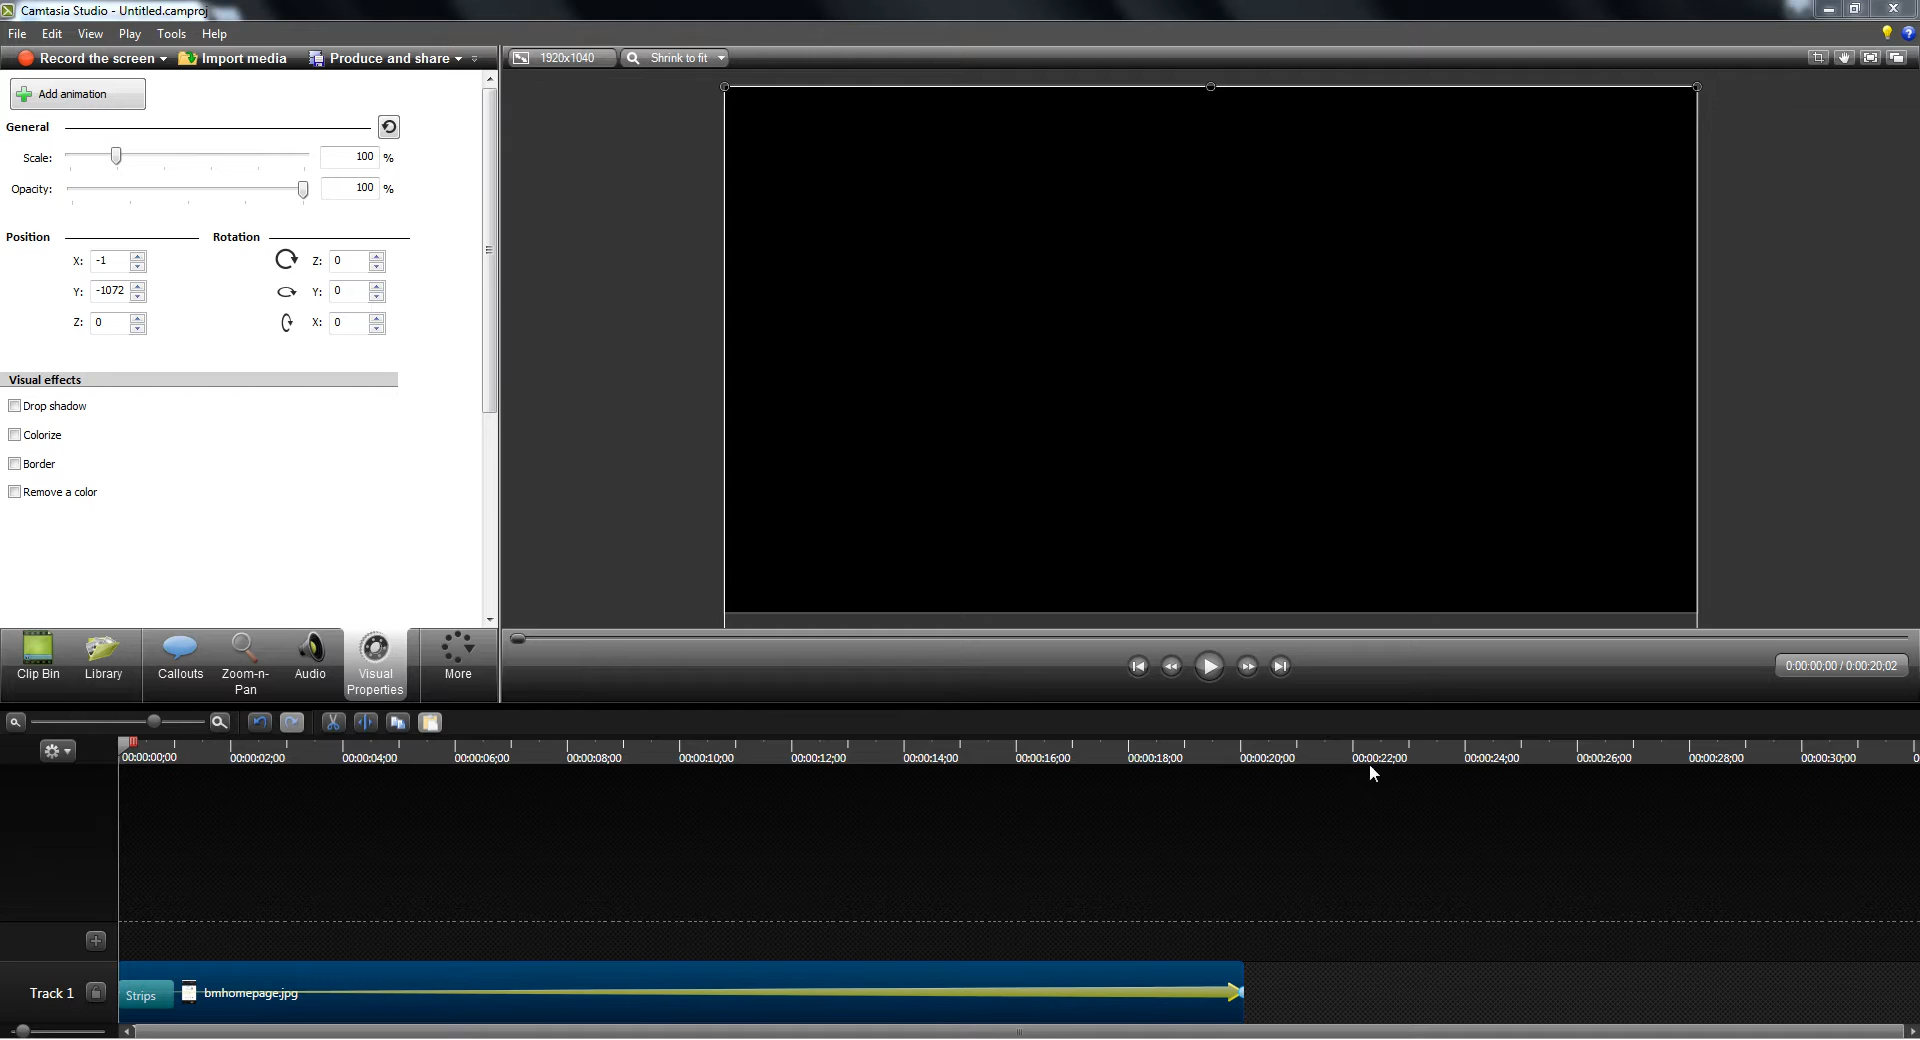 Camtasia Studio - Untitled.camproj
File Edit View Play Tools Help
Record the screen Import media Produce and share
1920x1040 Shrink to fit
Add animation
General
Scale: 100 %
Opacity: 100 %
Position Rotation
X: -1 Z: 0
Y: -1072 Y: 0
Z: 0 X: 0
Visual effects
Drop shadow
Colorize
Border
Remove a color
Clip Bin Library Callouts Zoom-n-Pan Audio Visual Properties More
0:00:00;00 / 0:00:20;02
00:00:00;00 00:00:02;00 00:00:04;00 00:00:06;00 00:00:08;00 00:00:10;00 00:00:12;00 00:00:14;00 00:00:16;00 00:00:18;00 00:00:20;00 00:00:22;00 00:00:24;00 00:00:26;00 00:00:28;00 00:00:30;00 0
Track 1 Strips bmhomepage.jpg